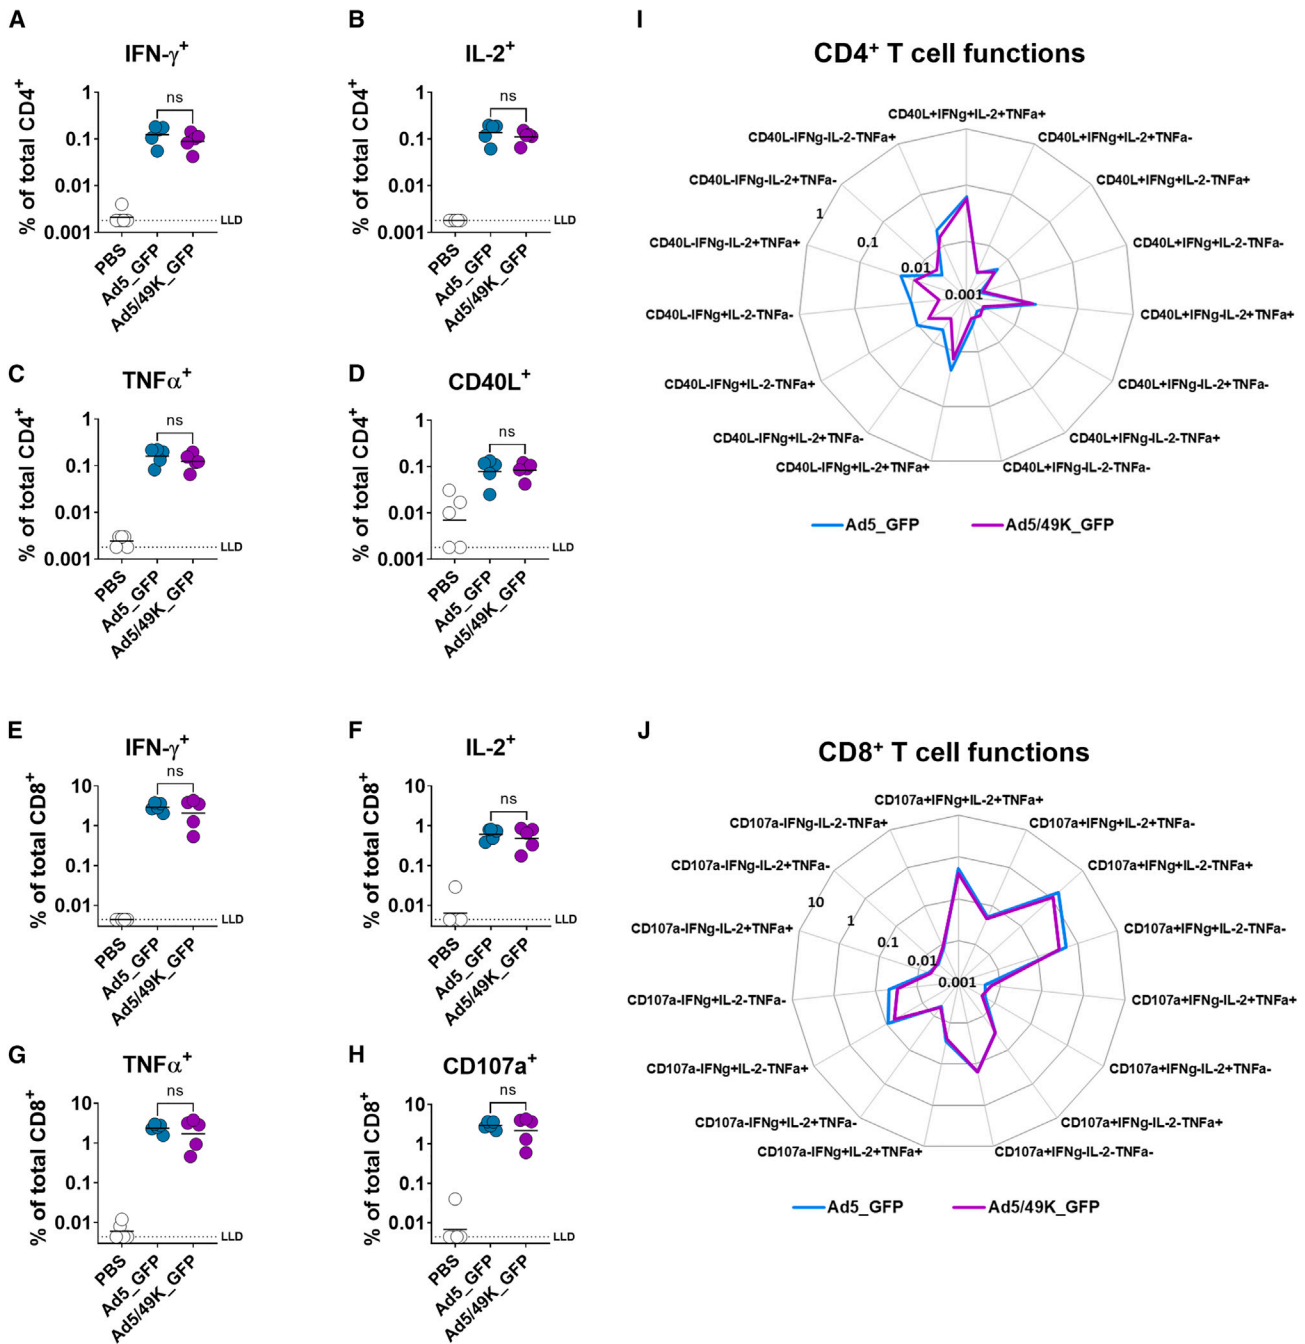 A
IFN-γ+
% of total CD4+
1
0.1
0.01
0.001
ns
LLD
PBS
Ad5_GFP
Ad5/49K_GFP
B
IL-2+
% of total CD4+
1
0.1
0.01
0.001
ns
LLD
PBS
Ad5_GFP
Ad5/49K_GFP
C
TNFα+
% of total CD4+
1
0.1
0.01
0.001
ns
LLD
PBS
Ad5_GFP
Ad5/49K_GFP
D
CD40L+
% of total CD4+
1
0.1
0.01
0.001
ns
LLD
PBS
Ad5_GFP
Ad5/49K_GFP
I
CD4+ T cell functions
CD40L+IFNg+IL-2+TNFa+
CD40L+IFNg+IL-2+TNFa-
CD40L+IFNg+IL-2-TNFa+
CD40L+IFNg+IL-2-TNFa-
CD40L+IFNg-IL-2+TNFa+
CD40L+IFNg-IL-2+TNFa-
CD40L+IFNg-IL-2-TNFa+
CD40L+IFNg-IL-2-TNFa-
CD40L-IFNg+IL-2+TNFa+
CD40L-IFNg+IL-2+TNFa-
CD40L-IFNg+IL-2-TNFa+
CD40L-IFNg+IL-2-TNFa-
CD40L-IFNg-IL-2+TNFa+
CD40L-IFNg-IL-2+TNFa-
CD40L-IFNg-IL-2-TNFa+
1
0.1
0.01
0.001
Ad5_GFP
Ad5/49K_GFP
E
IFN-γ+
% of total CD8+
10
1
0.1
0.01
ns
LLD
PBS
Ad5_GFP
Ad5/49K_GFP
F
IL-2+
% of total CD8+
10
1
0.1
0.01
ns
LLD
PBS
Ad5_GFP
Ad5/49K_GFP
G
TNFα+
% of total CD8+
10
1
0.1
0.01
ns
LLD
PBS
Ad5_GFP
Ad5/49K_GFP
H
CD107a+
% of total CD8+
10
1
0.1
0.01
ns
LLD
PBS
Ad5_GFP
Ad5/49K_GFP
J
CD8+ T cell functions
CD107a+IFNg+IL-2+TNFa+
CD107a+IFNg+IL-2+TNFa-
CD107a+IFNg+IL-2-TNFa+
CD107a+IFNg+IL-2-TNFa-
CD107a+IFNg-IL-2+TNFa+
CD107a+IFNg-IL-2+TNFa-
CD107a+IFNg-IL-2-TNFa+
CD107a+IFNg-IL-2-TNFa-
CD107a-IFNg+IL-2+TNFa+
CD107a-IFNg+IL-2+TNFa-
CD107a-IFNg+IL-2-TNFa+
CD107a-IFNg+IL-2-TNFa-
CD107a-IFNg-IL-2+TNFa+
CD107a-IFNg-IL-2+TNFa-
CD107a-IFNg-IL-2-TNFa+
10
1
0.1
0.01
0.001
Ad5_GFP
Ad5/49K_GFP